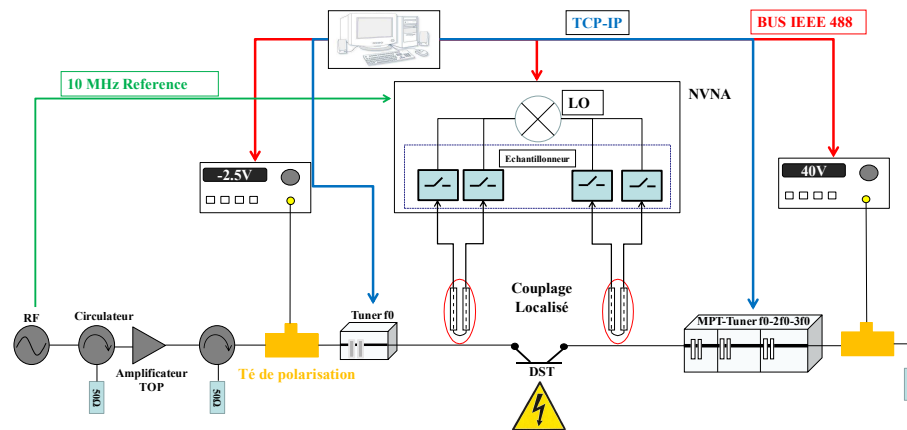 TCP-IP
BUS IEEE 488
10 MHz Reference
NVNA
LO
Echantillonneur
-2.5V
40V
Couplage
Localisé
RF
Circulateur
Tuner f0
MPT-Tuner f0-2f0-3f0
Amplificateur
TOP
Té de polarisation
DST
50Ω
50Ω